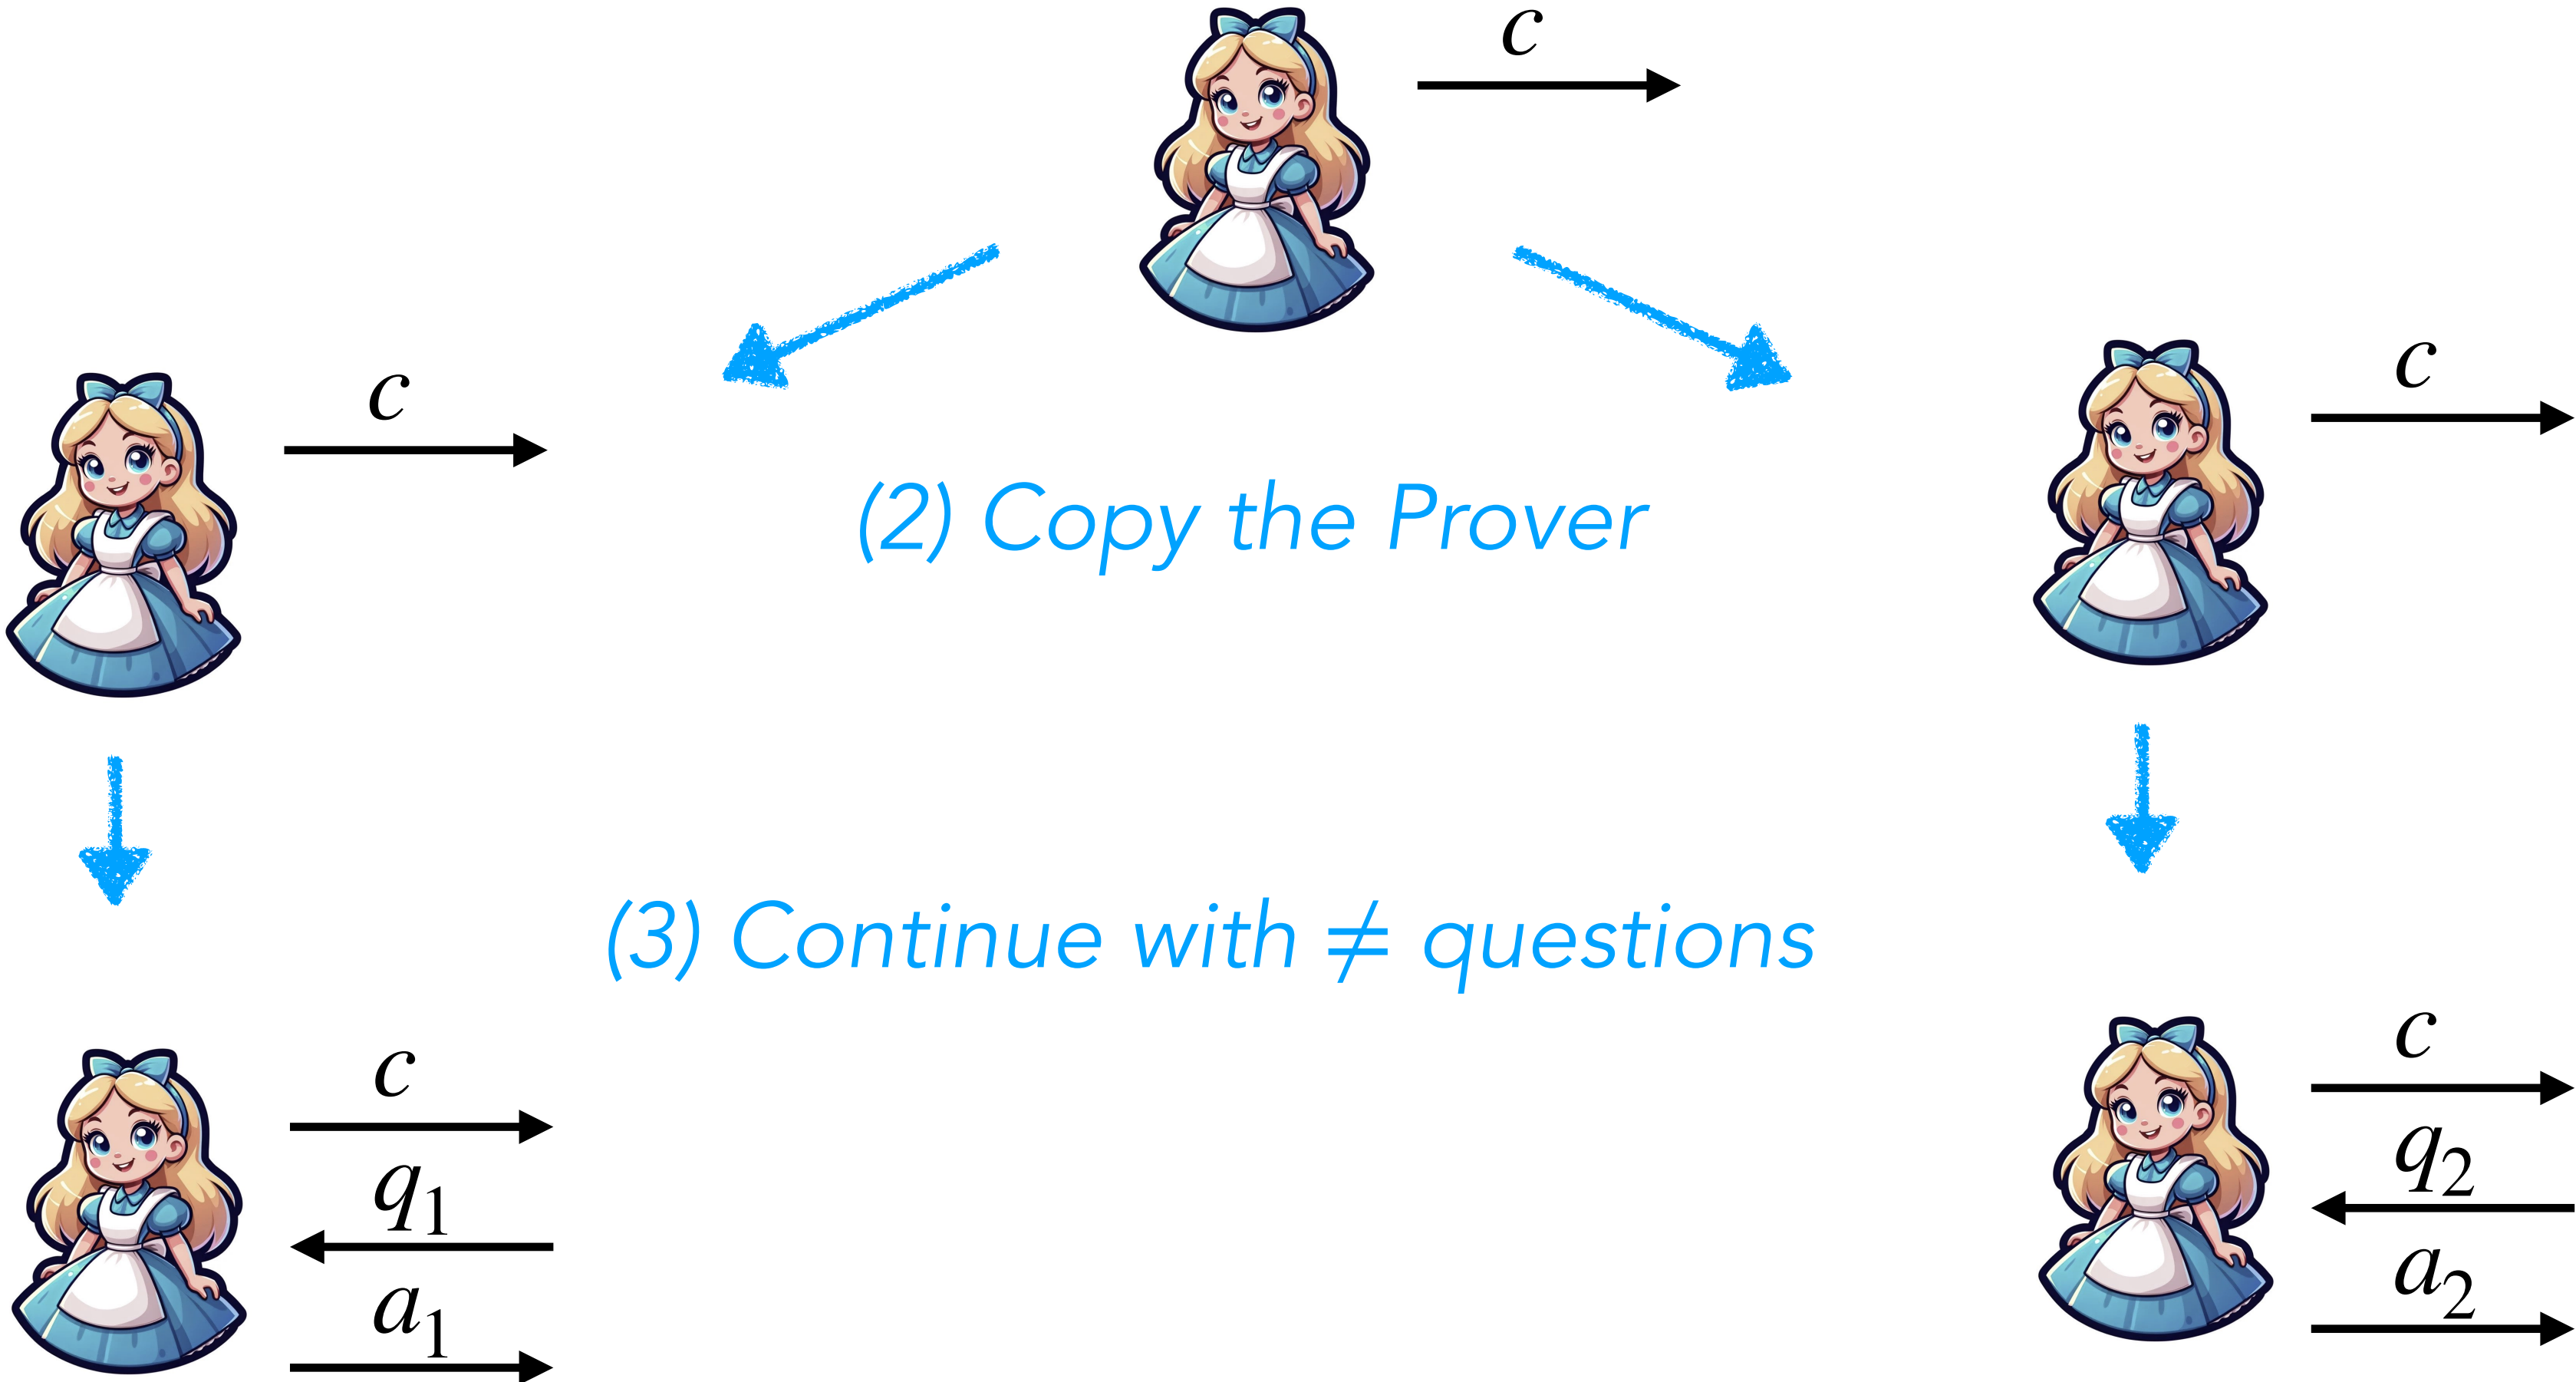 c
c
c
(2) Copy the Prover
(3) Continue with ≠ questions
c
q₁
a₁
c
q₂
a₂